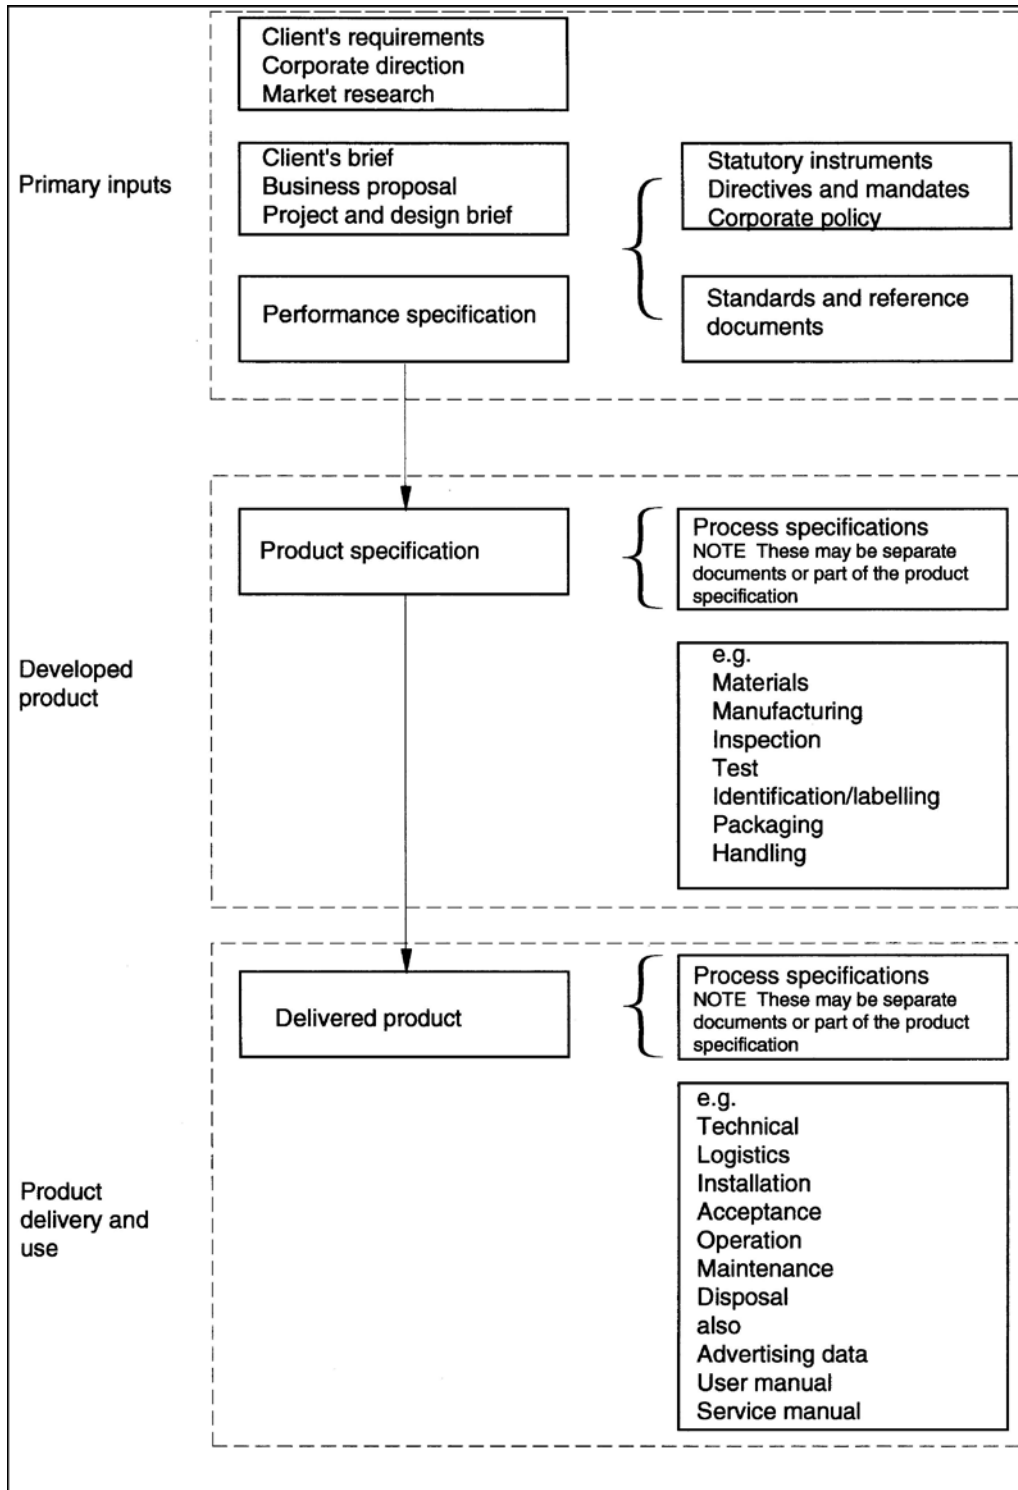 Client's requirements
Corporate direction
Market research
Primary inputs
Client's brief
Business proposal
Project and design brief
Statutory instruments
Directives and mandates
Corporate policy
Performance specification
Standards and reference
documents
Product specification
Process specifications
NOTE These may be separate
documents or part of the product
specification
Developed
product
e.g.
Materials
Manufacturing
Inspection
Test
Identification/labelling
Packaging
Handling
Delivered product
Process specifications
NOTE These may be separate
documents or part of the product
specification
Product
delivery and
use
e.g.
Technical
Logistics
Installation
Acceptance
Operation
Maintenance
Disposal
also
Advertising data
User manual
Service manual